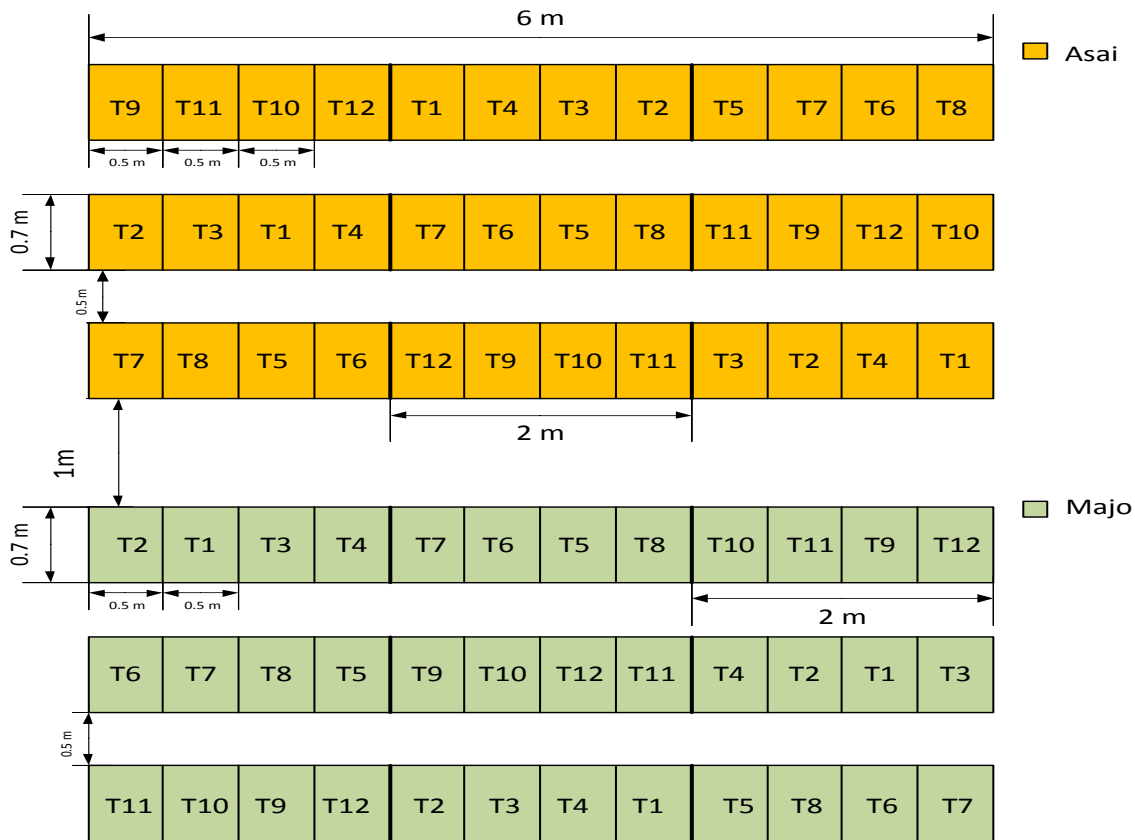 6 m
Asai
T9 T11 T10 T12 T1 T4 T3 T2 T5 T7 T6 T8
0.5 m 0.5 m 0.5 m
0.7 m
T2 T3 T1 T4 T7 T6 T5 T8 T11 T9 T12 T10
0.5 m
T7 T8 T5 T6 T12 T9 T10 T11 T3 T2 T4 T1
2 m
1m
Majo
0.7 m
T2 T1 T3 T4 T7 T6 T5 T8 T10 T11 T9 T12
0.5 m 0.5 m
2 m
T6 T7 T8 T5 T9 T10 T12 T11 T4 T2 T1 T3
0.5 m
T11 T10 T9 T12 T2 T3 T4 T1 T5 T8 T6 T7